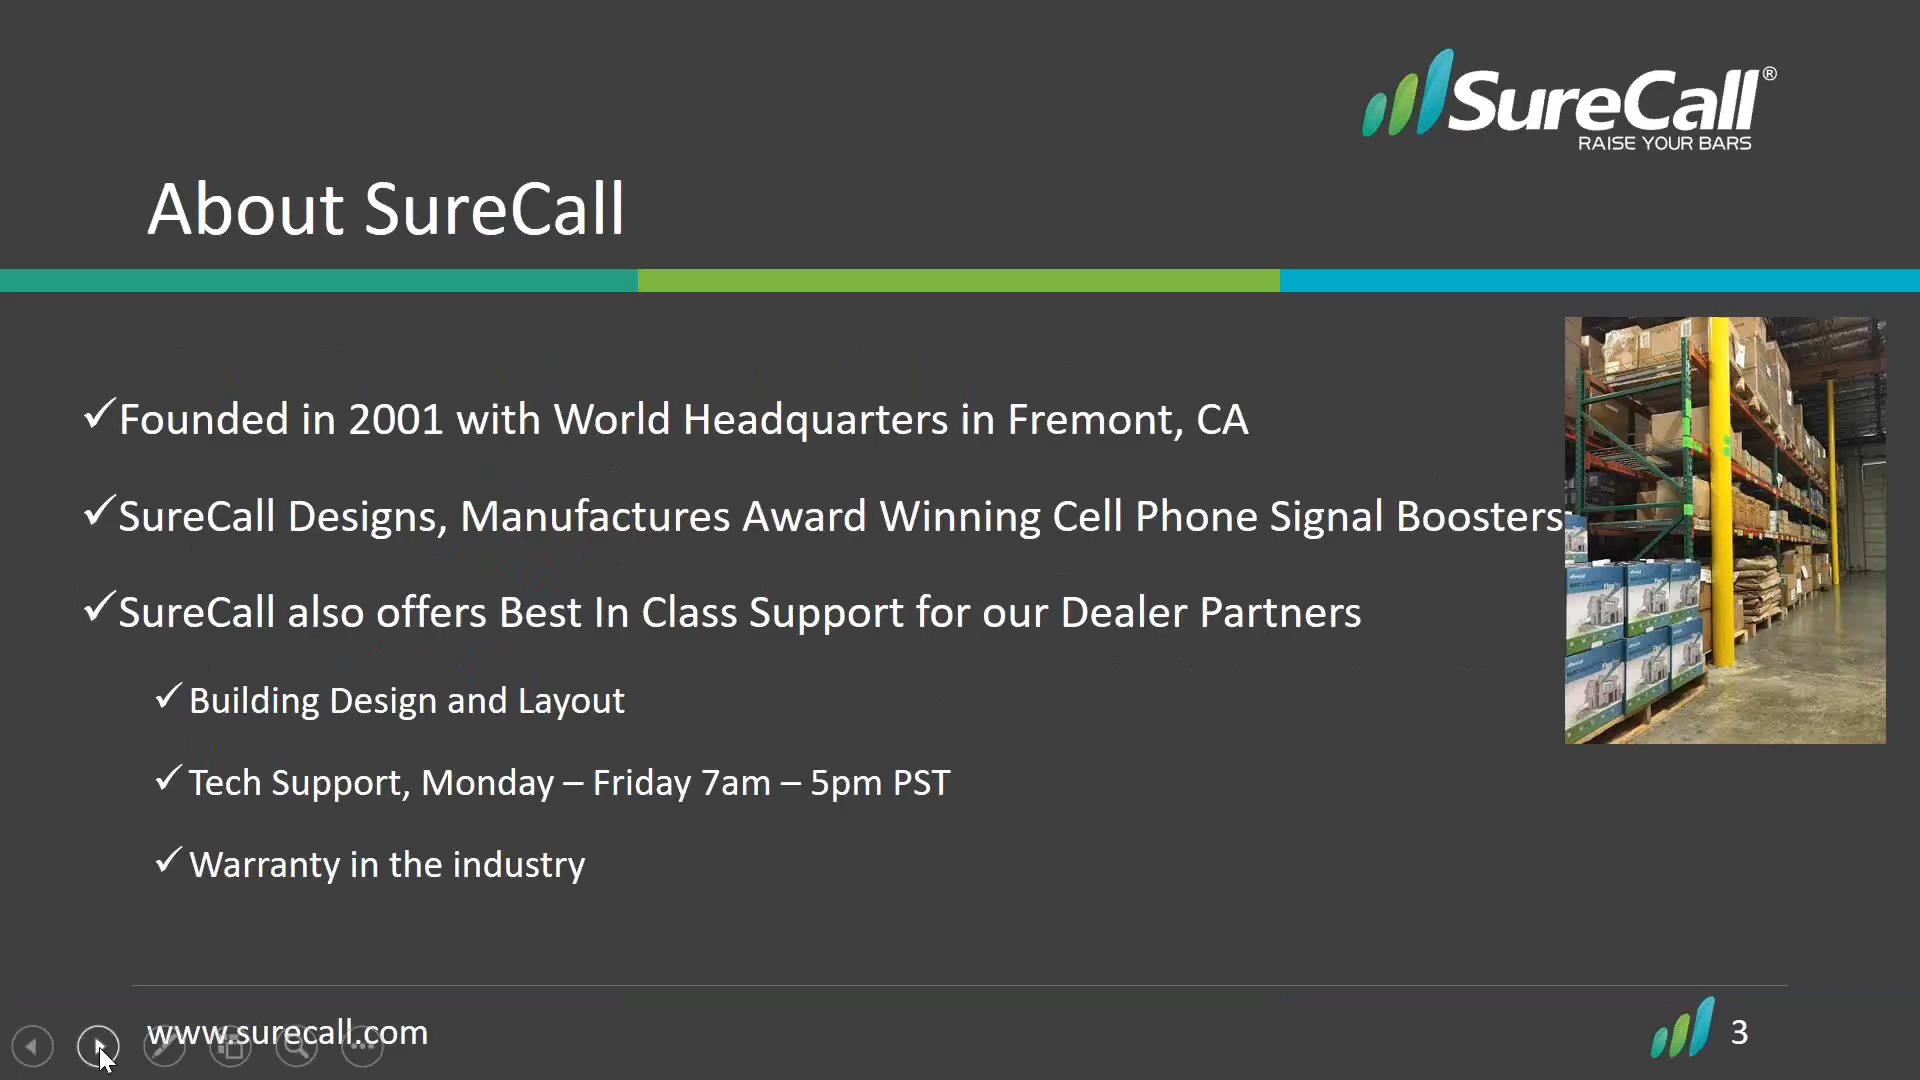 SureCall®
RAISE YOUR BARS
About SureCall
Founded in 2001 with World Headquarters in Fremont, CA
SureCall Designs, Manufactures Award Winning Cell Phone Signal Boosters
SureCall also offers Best In Class Support for our Dealer Partners
Building Design and Layout
Tech Support, Monday – Friday 7am – 5pm PST
Warranty in the industry
www.surecall.com
3